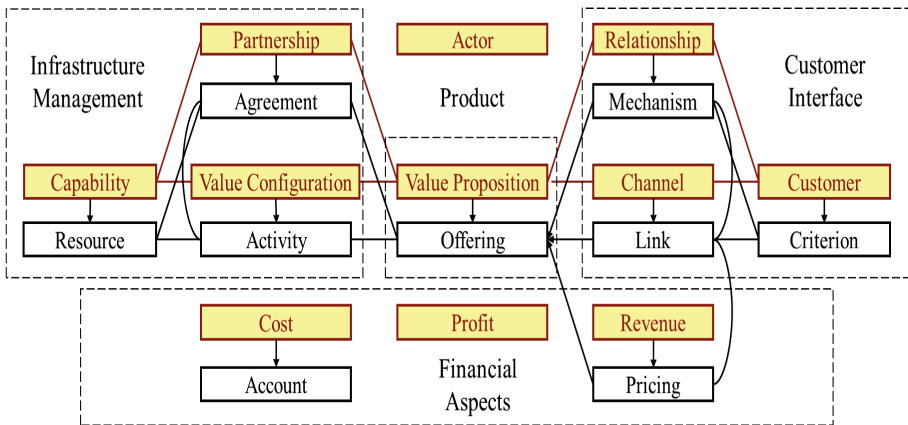 Partnership
Actor
Relationship
Infrastructure
Management
Agreement
Product
Mechanism
Customer
Interface
Capability
Value Configuration
Value Proposition
Channel
Customer
Resource
Activity
Offering
Link
Criterion
Cost
Profit
Revenue
Account
Financial
Aspects
Pricing